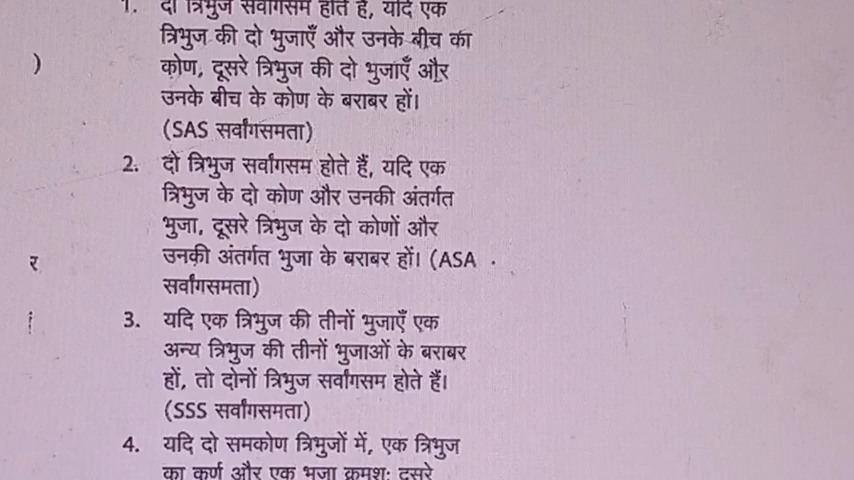 1. दो त्रिभुज सर्वांगसम होते हैं, यदि एक
त्रिभुज की दो भुजाएँ और उनके बीच का
) कोण, दूसरे त्रिभुज की दो भुजाएँ और
उनके बीच के कोण के बराबर हों।
(SAS सर्वांगसमता)
2. दो त्रिभुज सर्वांगसम होते हैं, यदि एक
त्रिभुज के दो कोण और उनकी अंतर्गत
भुजा, दूसरे त्रिभुज के दो कोणों और
र उनकी अंतर्गत भुजा के बराबर हों। (ASA
सर्वांगसमता)
3. यदि एक त्रिभुज की तीनों भुजाएँ एक
अन्य त्रिभुज की तीनों भुजाओं के बराबर
हों, तो दोनों त्रिभुज सर्वांगसम होते हैं।
(SSS सर्वांगसमता)
4. यदि दो समकोण त्रिभुजों में, एक त्रिभुज
का कर्ण और एक भुजा क्रमश: दूसरे